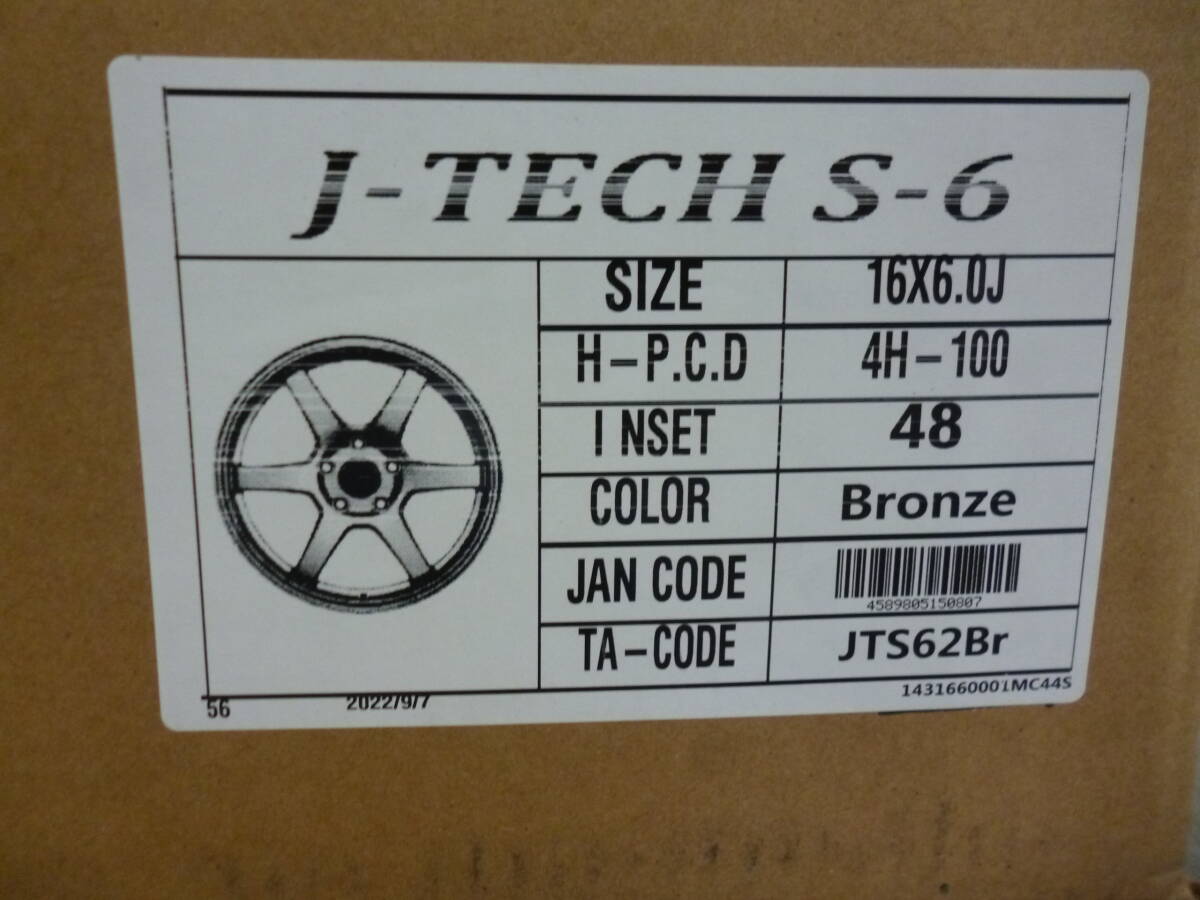 J-TECH S-6
SIZE 16X6.0J
H-P.C.D 4H-100
INSET 48
COLOR Bronze
JAN CODE 4589805150807
TA-CODE JTS62Br
56 2022/9/7 1431660001MC44S